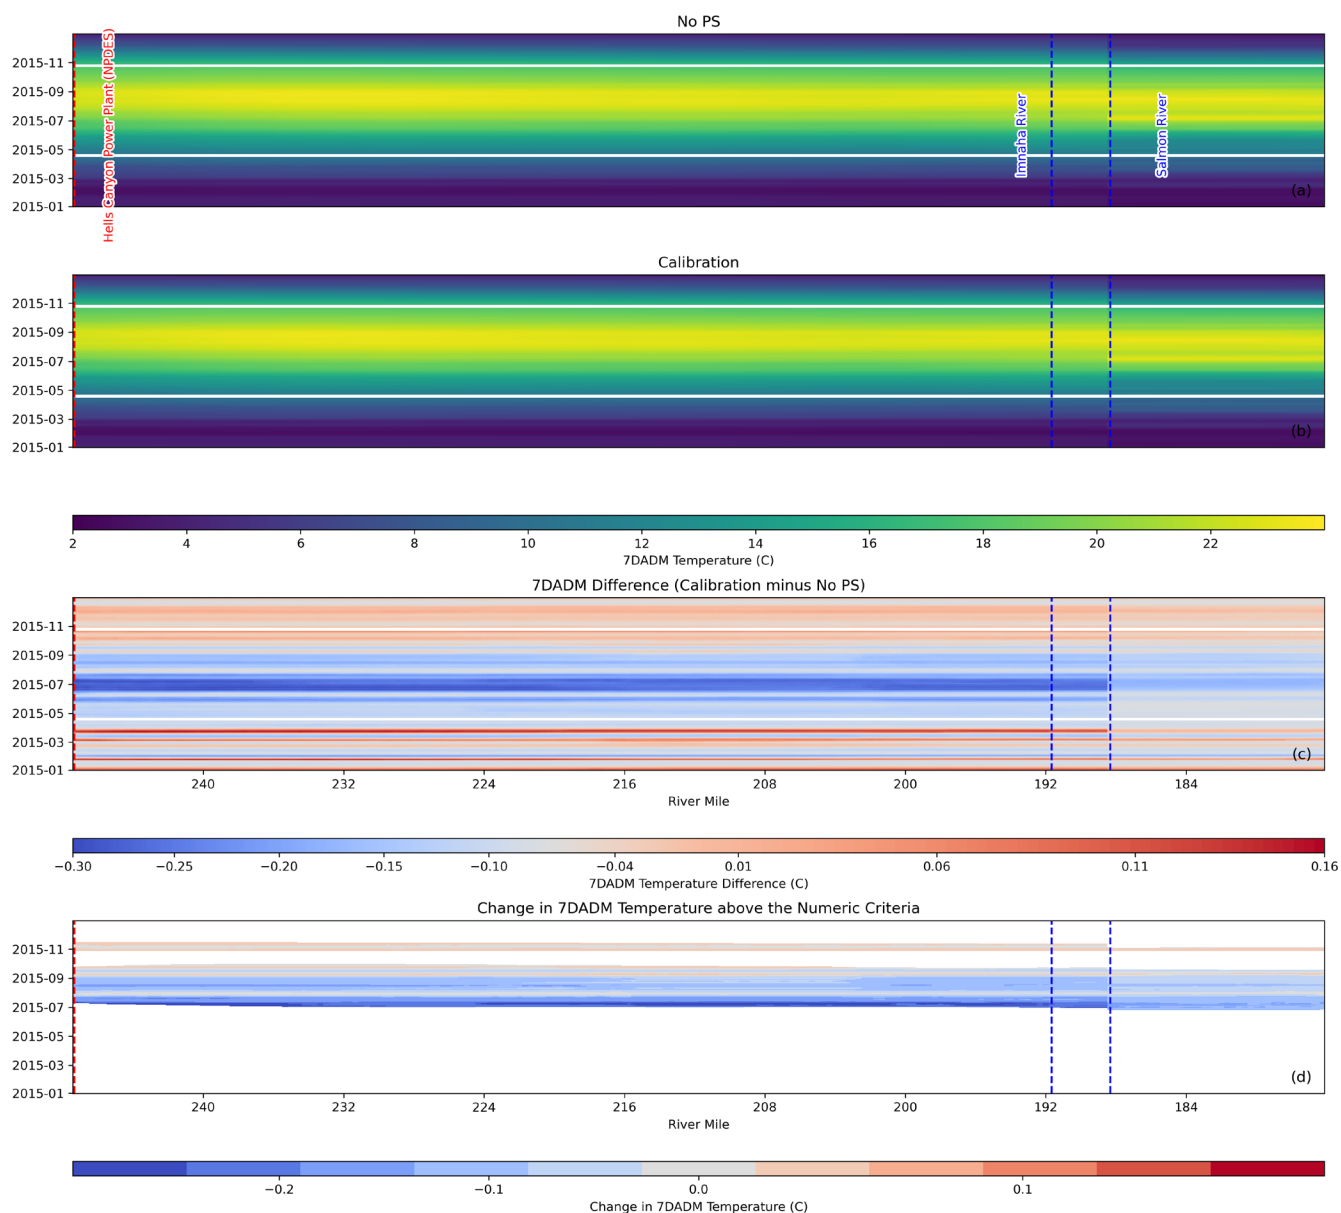 No PS
2015-11
2015-09
2015-07
2015-05
2015-03
2015-01
Hells Canyon Power Plant (NPDES)
Imnaha River
Salmon River
(a)
Calibration
2015-11
2015-09
2015-07
2015-05
2015-03
2015-01
(b)
2 4 6 8 10 12 14 16 18 20 22
7DADM Temperature (C)
7DADM Difference (Calibration minus No PS)
2015-11
2015-09
2015-07
2015-05
2015-03
2015-01
(c)
240 232 224 216 208 200 192 184
River Mile
−0.30 −0.25 −0.20 −0.15 −0.10 −0.04 0.01 0.06 0.11 0.16
7DADM Temperature Difference (C)
Change in 7DADM Temperature above the Numeric Criteria
2015-11
2015-09
2015-07
2015-05
2015-03
2015-01
(d)
240 232 224 216 208 200 192 184
River Mile
−0.2 −0.1 0.0 0.1
Change in 7DADM Temperature (C)